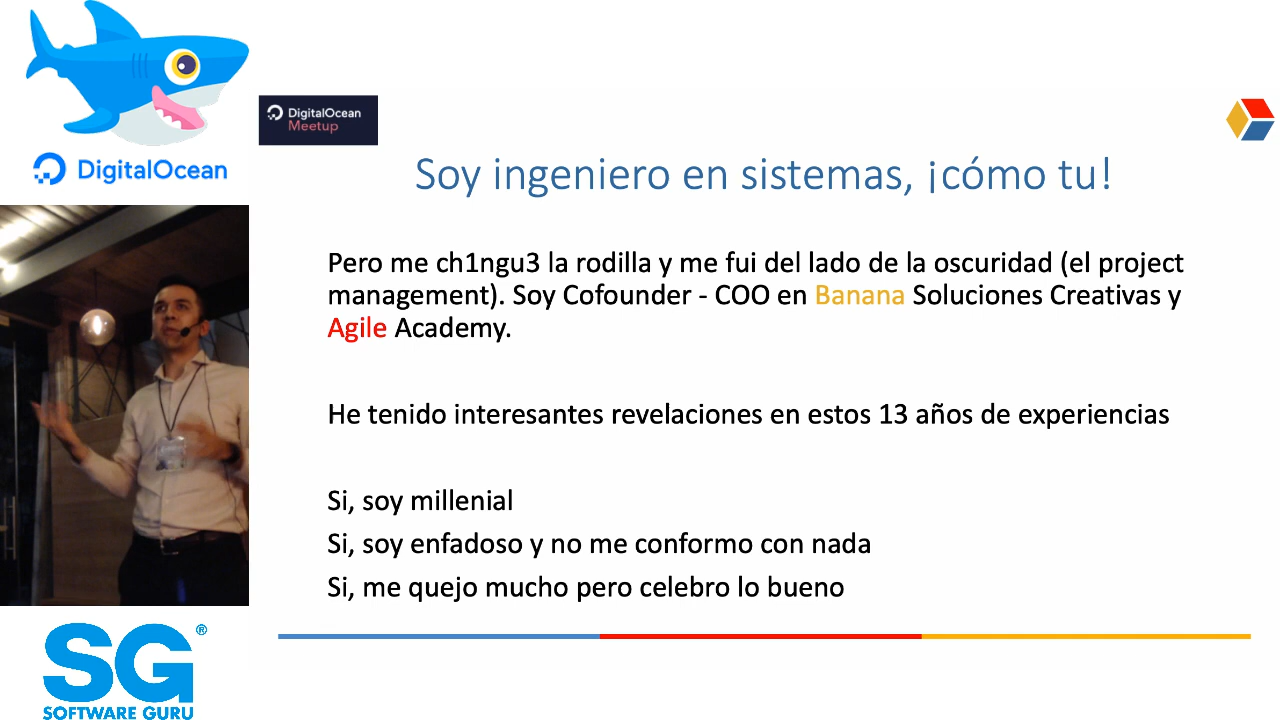 DigitalOcean
DigitalOcean
Meetup
Soy ingeniero en sistemas, ¡cómo tu!
Pero me ch1ngu3 la rodilla y me fui del lado de la oscuridad (el project
management). Soy Cofounder - COO en Banana Soluciones Creativas y
Agile Academy.
He tenido interesantes revelaciones en estos 13 años de experiencias
Si, soy millenial
Si, soy enfadoso y no me conformo con nada
Si, me quejo mucho pero celebro lo bueno
SG®
SOFTWARE GURU